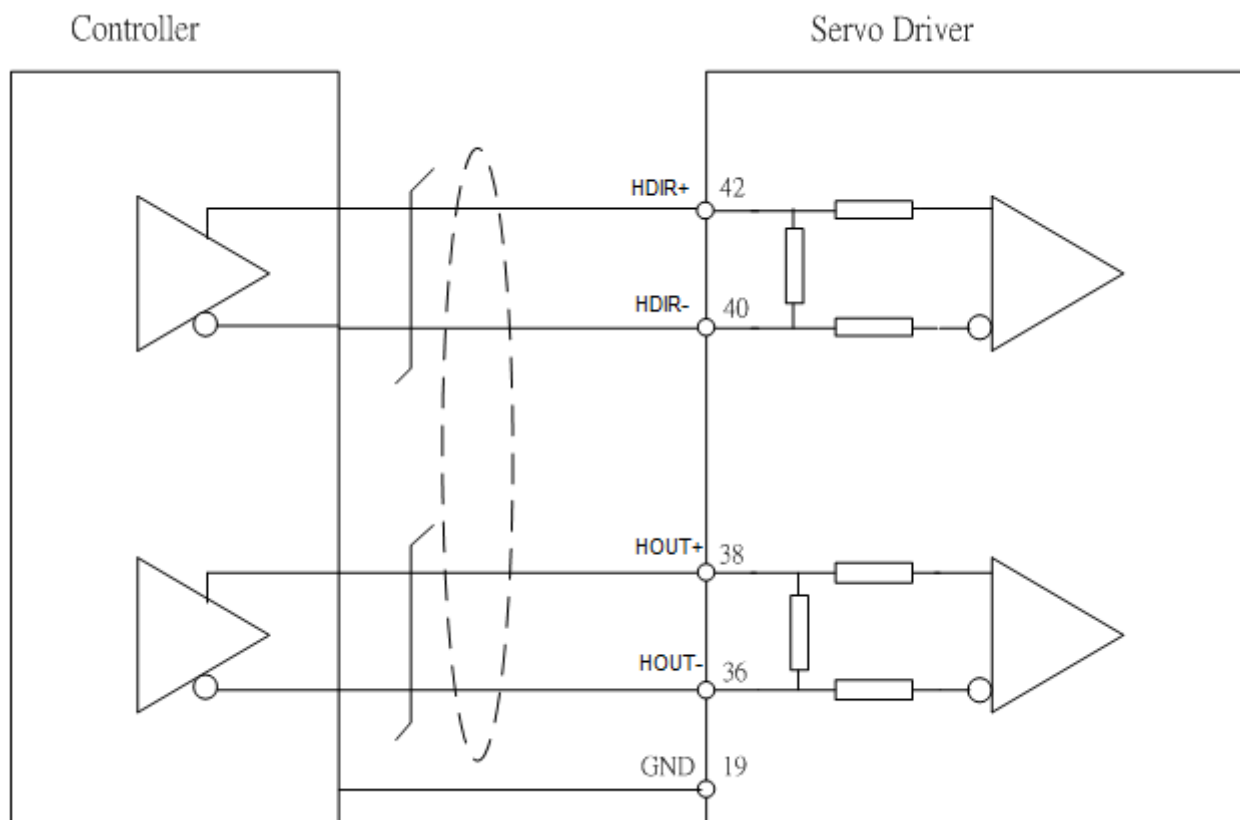 Controller
Servo Driver
HDIR+ 42
HDIR- 40
HOUT+ 38
HOUT- 36
GND 19